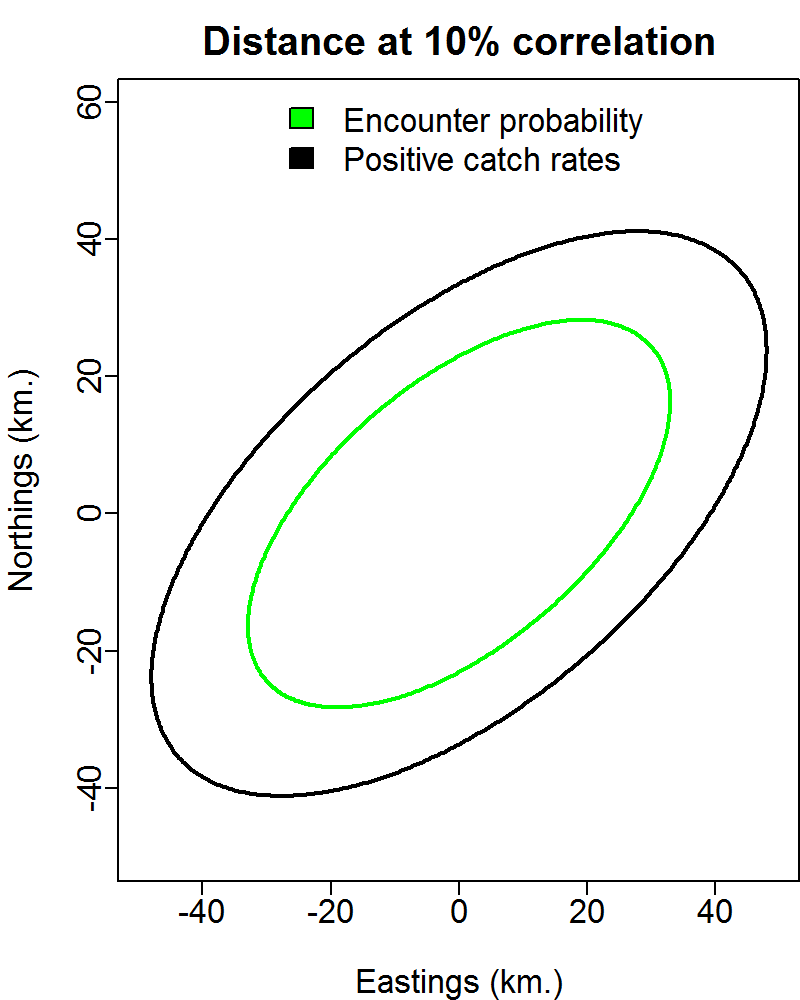 Distance at 10% correlation
Encounter probability
Positive catch rates
60
40
20
0
-20
-40
Northings (km.)
-40 -20 0 20 40
Eastings (km.)